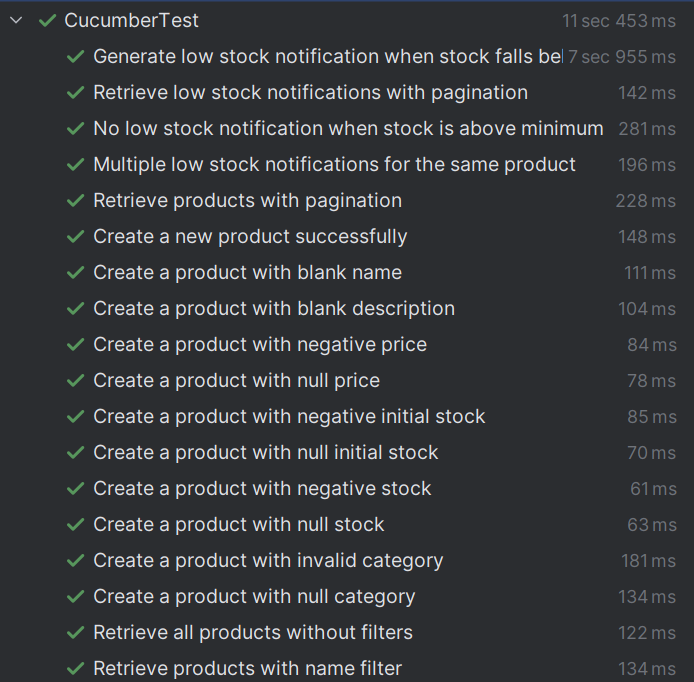 CucumberTest 11 sec 453 ms
Generate low stock notification when stock falls 7 sec 955 ms
Retrieve low stock notifications with pagination 142 ms
No low stock notification when stock is above minimum 281 ms
Multiple low stock notifications for the same product 196 ms
Retrieve products with pagination 228 ms
Create a new product successfully 148 ms
Create a product with blank name 111 ms
Create a product with blank description 104 ms
Create a product with negative price 84 ms
Create a product with null price 78 ms
Create a product with negative initial stock 85 ms
Create a product with null initial stock 70 ms
Create a product with negative stock 61 ms
Create a product with null stock 63 ms
Create a product with invalid category 181 ms
Create a product with null category 134 ms
Retrieve all products without filters 122 ms
Retrieve products with name filter 134 ms